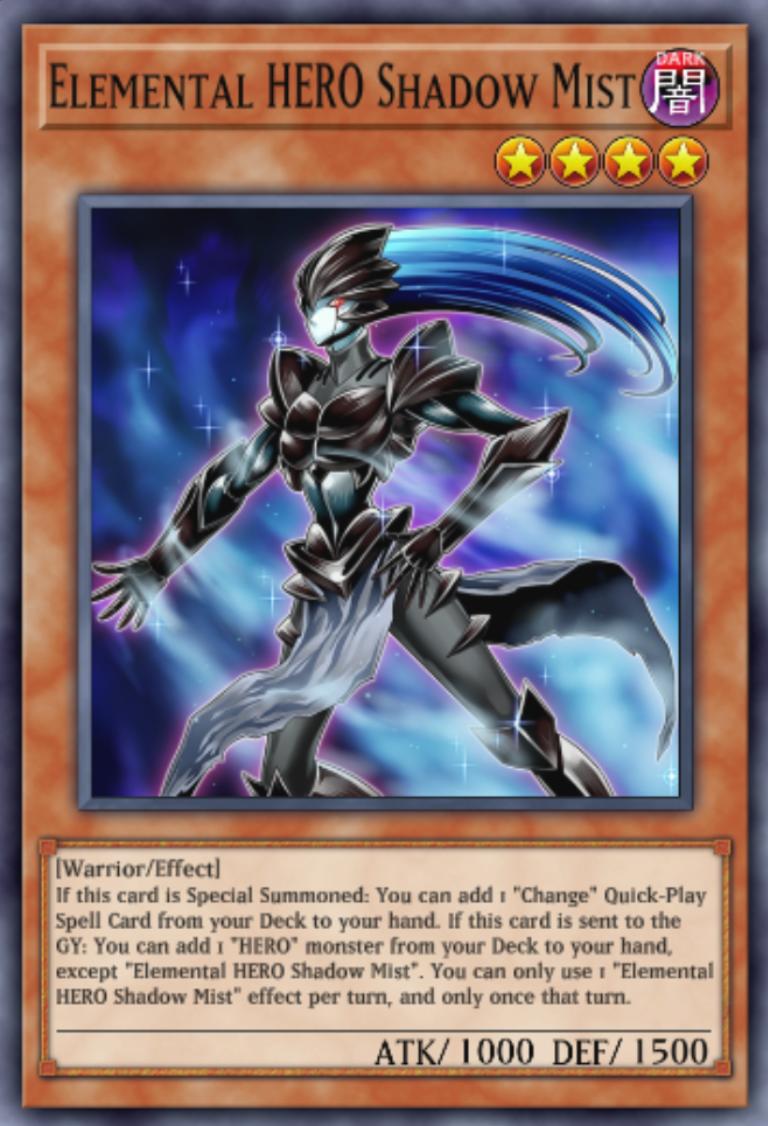 Elemental HERO Shadow Mist
DARK
闇
[Warrior/Effect]
If this card is Special Summoned: You can add 1 "Change" Quick-Play
Spell Card from your Deck to your hand. If this card is sent to the
GY: You can add 1 "HERO" monster from your Deck to your hand,
except "Elemental HERO Shadow Mist". You can only use 1 "Elemental
HERO Shadow Mist" effect per turn, and only once that turn.
ATK/ 1000 DEF/ 1500